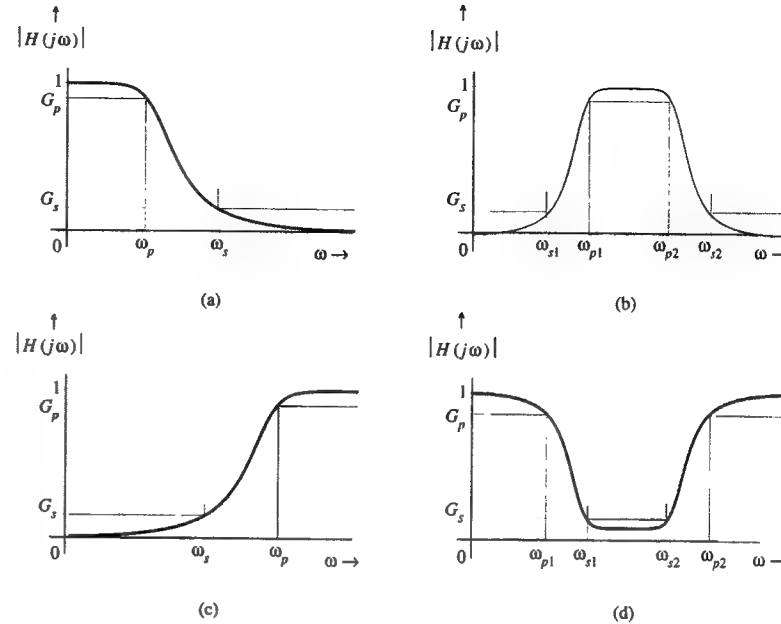 |H(jω)|
1
G_p
G_s
0
ω_p
ω_s
ω→
(a)
|H(jω)|
1
G_p
G_s
0
ω_s1
ω_p1
ω_p2
ω_s2
ω→
(b)
|H(jω)|
1
G_p
G_s
0
ω_s
ω_p
ω→
(c)
|H(jω)|
1
G_p
G_s
0
ω_p1
ω_s1
ω_s2
ω_p2
ω→
(d)